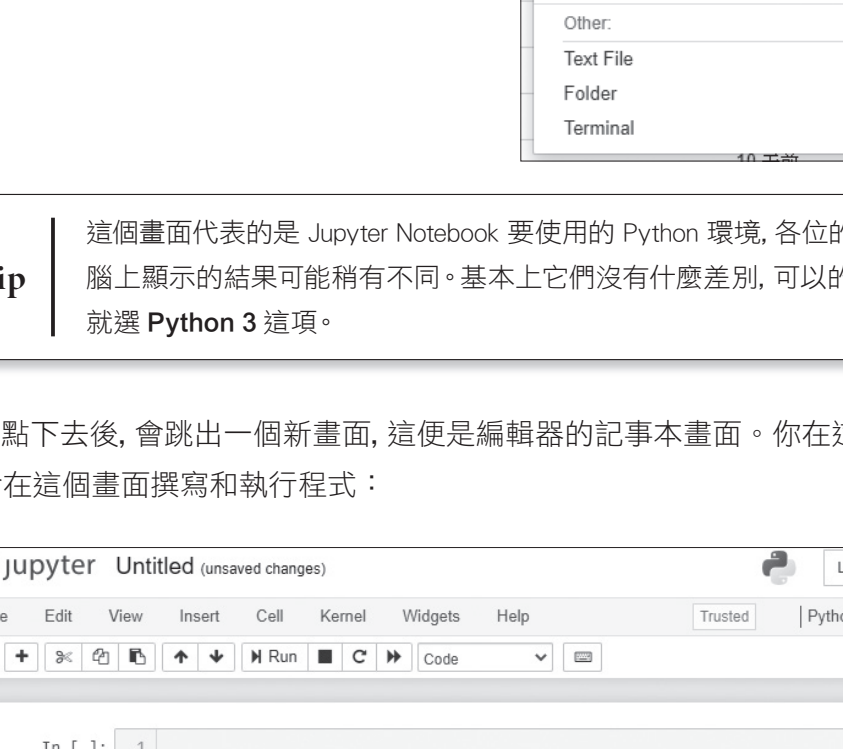 Other:
Text File
Folder
Terminal
10 天前
這個畫面代表的是 Jupyter Notebook 要使用的 Python 環境, 各位的
腦上顯示的結果可能稍有不同。基本上它們沒有什麼差別, 可以的
ip
就選 Python 3 這項。
點下去後, 會跳出一個新畫面, 這便是編輯器的記事本畫面。你在這
在這個畫面撰寫和執行程式：
jupyter Untitled (unsaved changes)
e Edit View Insert Cell Kernel Widgets Help Trusted
Run Code
In [ ]: 1